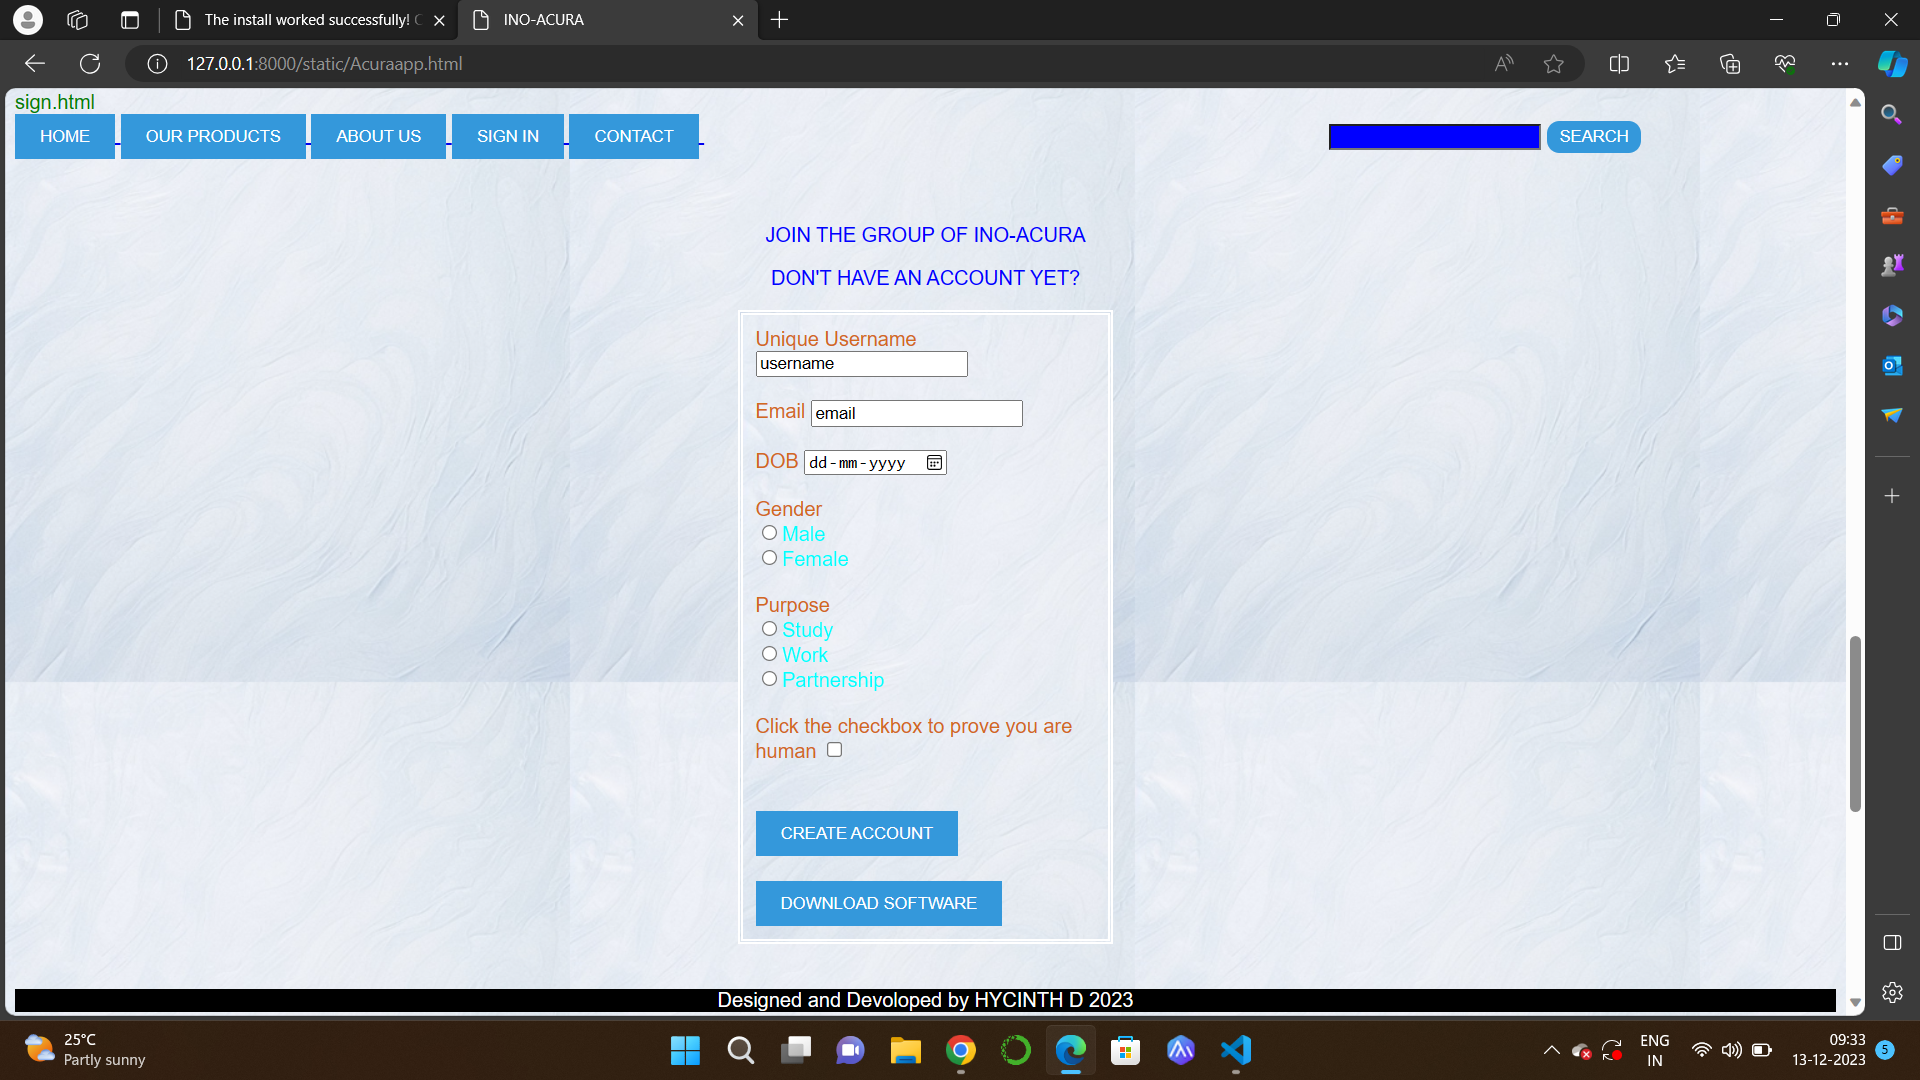 The install worked successfully! C
INO-ACURA
127.0.0.1:8000/static/Acuraapp.html
sign.html
HOME OUR PRODUCTS ABOUT US SIGN IN CONTACT SEARCH
JOIN THE GROUP OF INO-ACURA
DON'T HAVE AN ACCOUNT YET?
Unique Username
username
Email email
DOB dd-mm-yyyy
Gender
Male
Female
Purpose
Study
Work
Partnership
Click the checkbox to prove you are
human
CREATE ACCOUNT
DOWNLOAD SOFTWARE
Designed and Devoloped by HYCINTH D 2023
25°C
Partly sunny
ENG
IN
09:33
13-12-2023
5